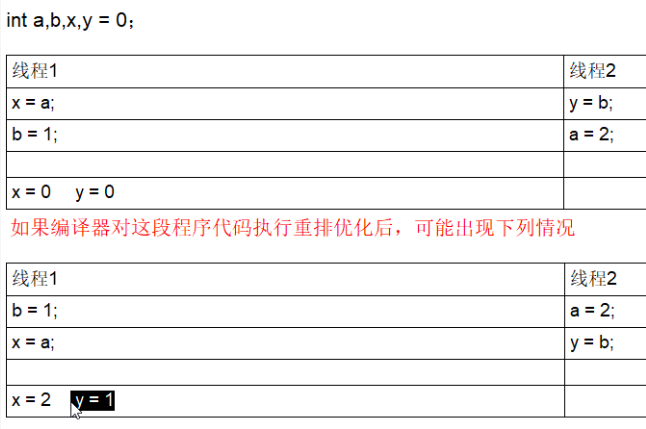 int a,b,x,y = 0；
线程1 线程2
x = a; y = b;
b = 1; a = 2;
x = 0 y = 0
如果编译器对这段程序代码执行重排优化后，可能出现下列情况
线程1 线程2
b = 1; a = 2;
x = a; y = b;
x = 2 y = 1